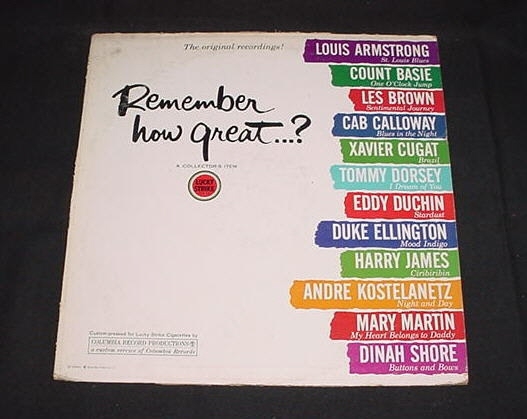 The original recordings!
Remember
how great...?
A COLLECTOR'S ITEM
LUCKY
STRIKE
LOUIS ARMSTRONG
St. Louis Blues
COUNT BASIE
One O'Clock Jump
LES BROWN
Sentimental Journey
CAB CALLOWAY
Blues in the Night
XAVIER CUGAT
Brazil
TOMMY DORSEY
I Dream of You
EDDY DUCHIN
Stardust
DUKE ELLINGTON
Mood Indigo
HARRY JAMES
Ciribiribin
ANDRE KOSTELANETZ
Night and Day
MARY MARTIN
My Heart Belongs to Daddy
DINAH SHORE
Buttons and Bows
Custom-pressed for Lucky Strike Cigarettes by
COLUMBIA RECORD PRODUCTIONS
a custom service of Columbia Records